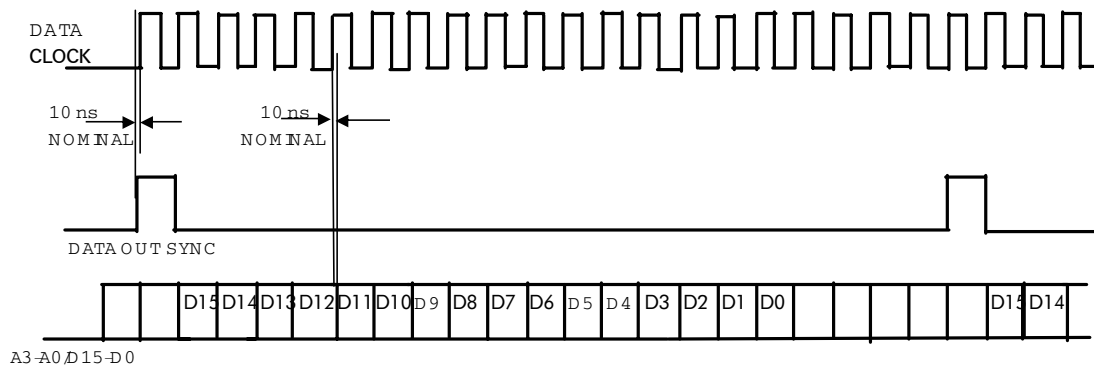 DATA
CLOCK
10 ns 10 ns
NOMINAL NOMINAL
DATA OUT SYNC
D15 D14 D13 D12 D11 D10 D9 D8 D7 D6 D5 D4 D3 D2 D1 D0 D15 D14
A3-A0/D15-D0